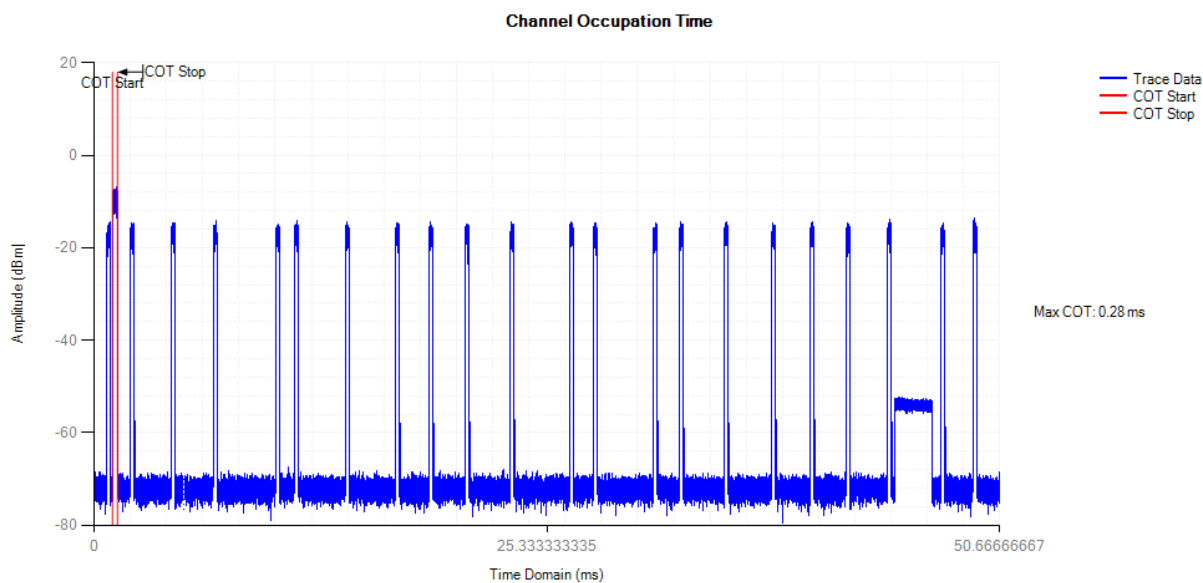 Channel Occupation Time
20
COT Start
COT Stop
0
-20
-40
-60
-80
Amplitude (dBm)
0
25.333333335
50.66666667
Time Domain (ms)
Trace Data
COT Start
COT Stop
Max COT: 0.28 ms